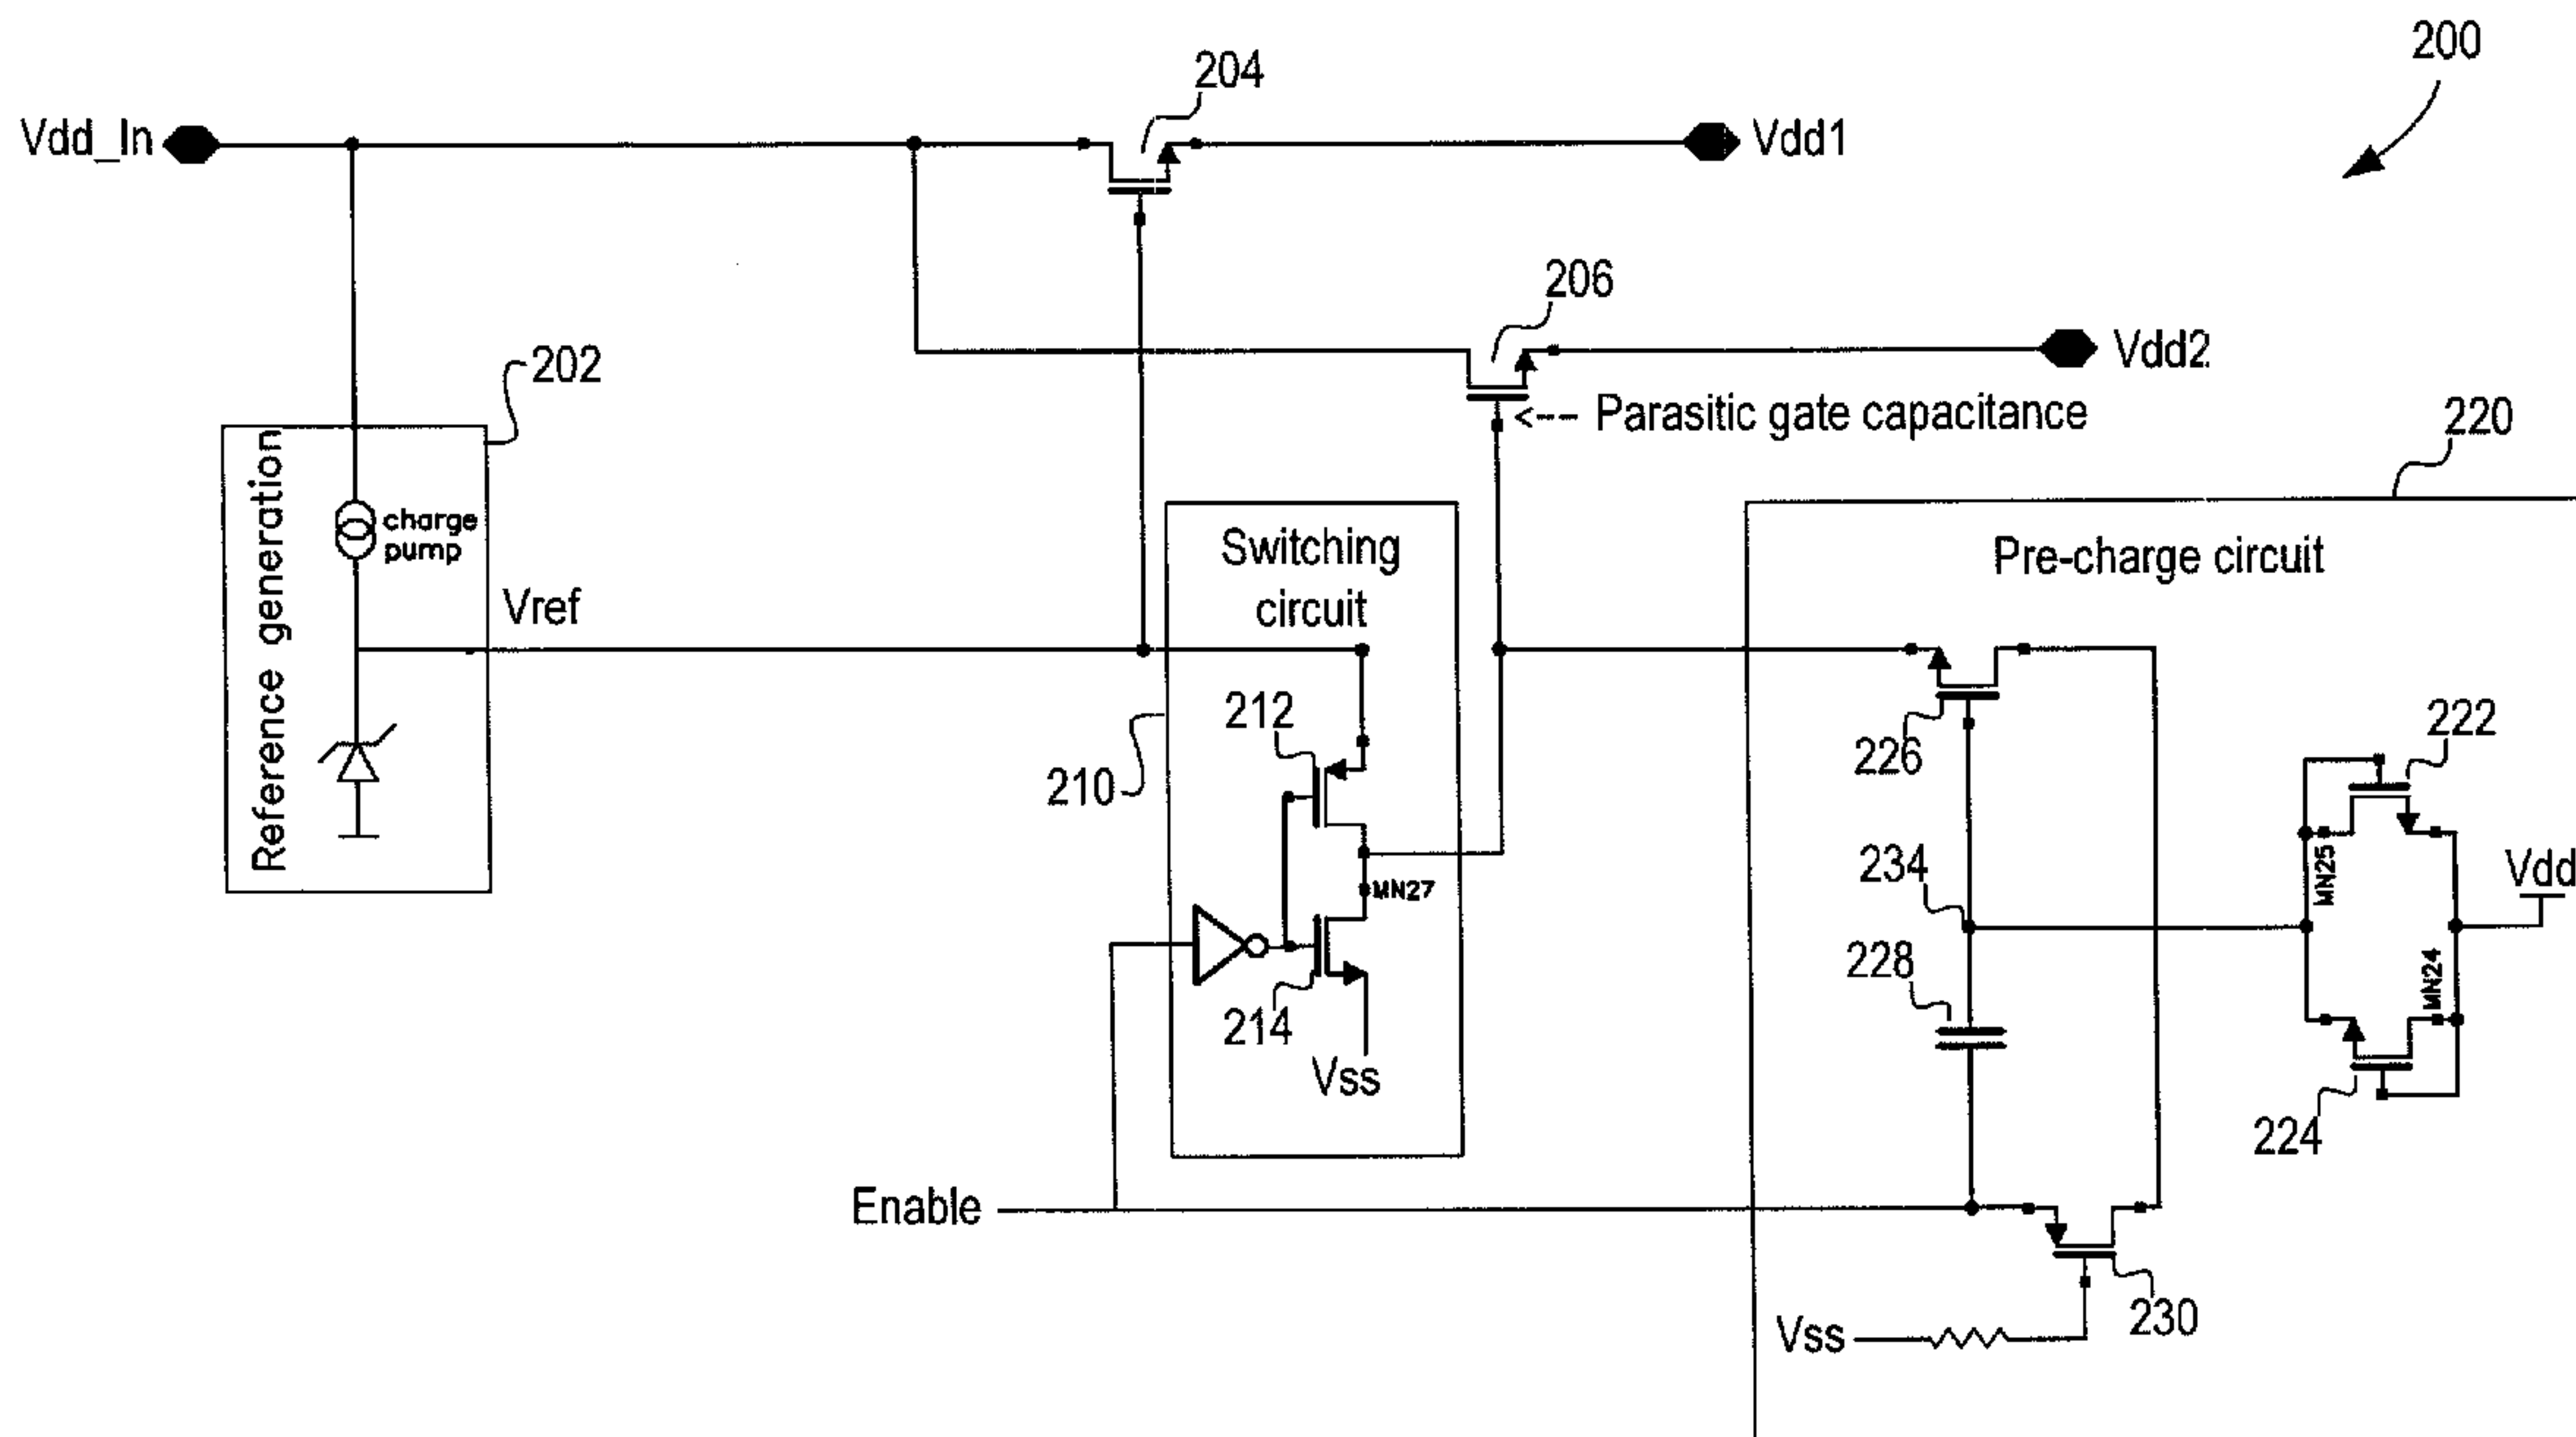 200
204
Vdd_In
Vdd1
206
Vdd2
202
<-- Parasitic gate capacitance
220
Reference generation
charge
pump
Switching
circuit
Pre-charge circuit
Vref
212
210
226
222
MN25
234
Vdd
MN27
228
MN24
214
Vss
224
Enable
230
Vss